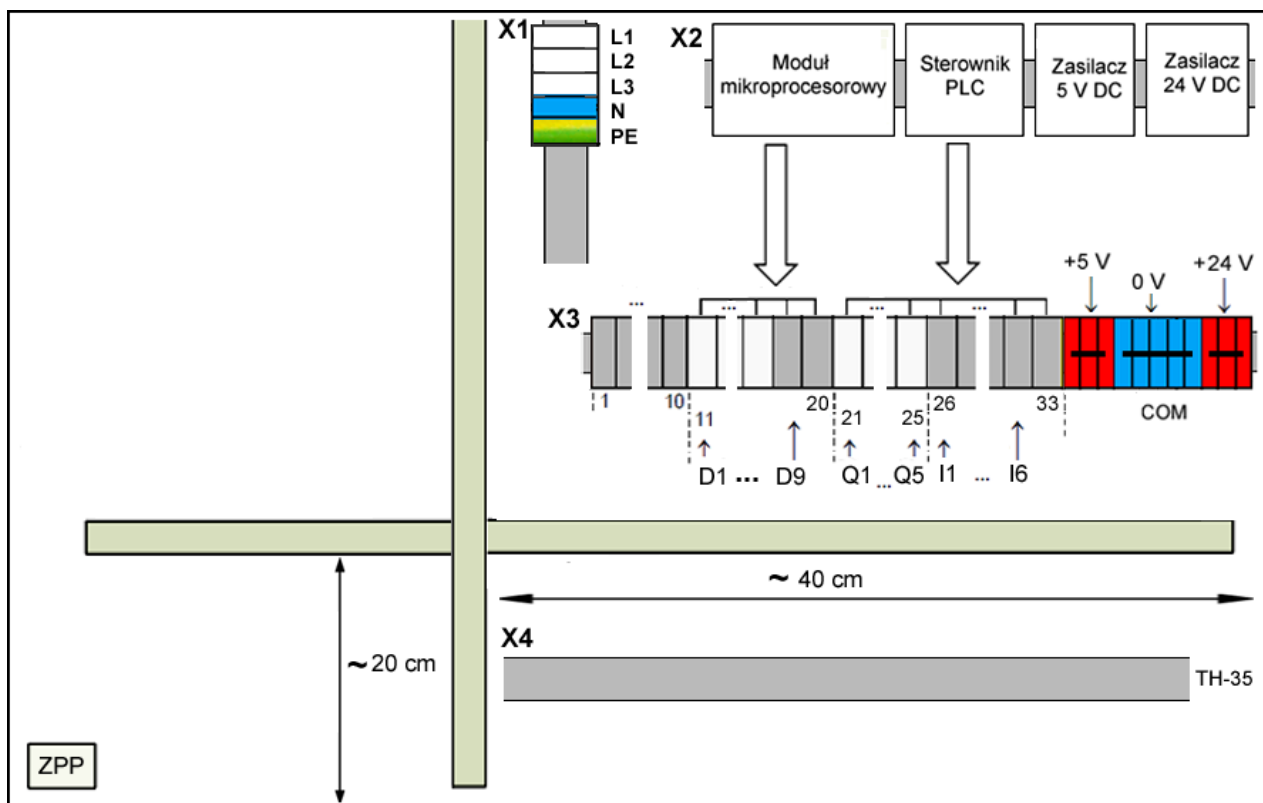 X1
L1
L2
L3
N
PE
X2
Moduł
mikroprocesorowy
Sterownik
PLC
Zasilacz
5 V DC
Zasilacz
24 V DC
+5 V
0 V
+24 V
X3
... ... ...
... ... ...
1 10 11 20 21 25 26 33
COM
D1 ... D9 Q1 ... Q5 I1 ... I6
~ 40 cm
X4
~ 20 cm
TH-35
ZPP